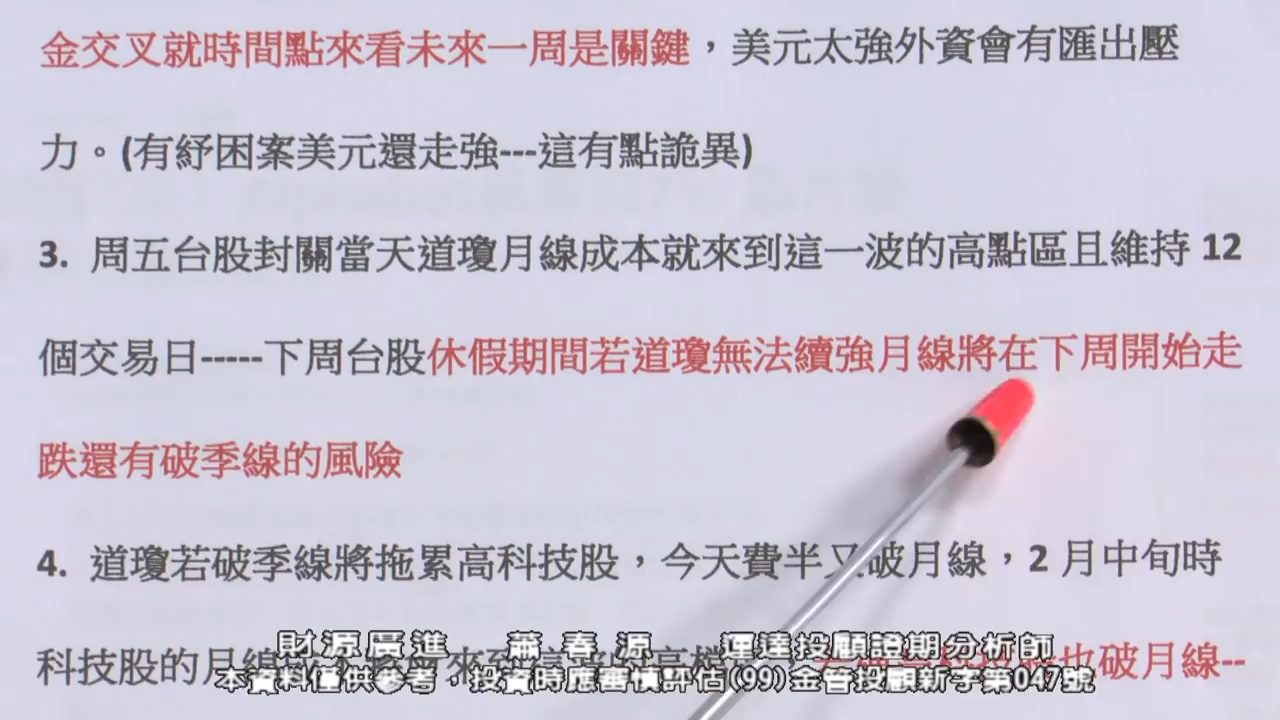 金交叉就時間點來看未來一周是關鍵，美元太強外資會有匯出壓
力。(有紓困案美元還走強---這有點詭異)
3. 周五台股封關當天道瓊月線成本就來到這一波的高點區且維持 12
個交易日-----下周台股休假期間若道瓊無法續強月線將在下周開始走
跌還有破季線的風險
4. 道瓊若破季線將拖累高科技股，今天費半又破月線，2 月中旬時
科技股的月線 也破月線--
財源廣進 蕭春源 運達投顧證期分析師
本資料僅供參考，投資時應審慎評估(99)金管投顧新字第047號